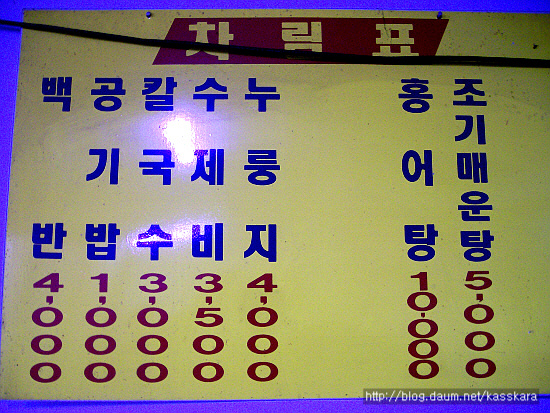 차림표
조기매운탕 5,000
홍어탕 10,000
누룽지 4,000
수제비 3,500
칼국수 3,000
공기밥 1,000
백반 4,000
http://blog.daum.net/kasskara